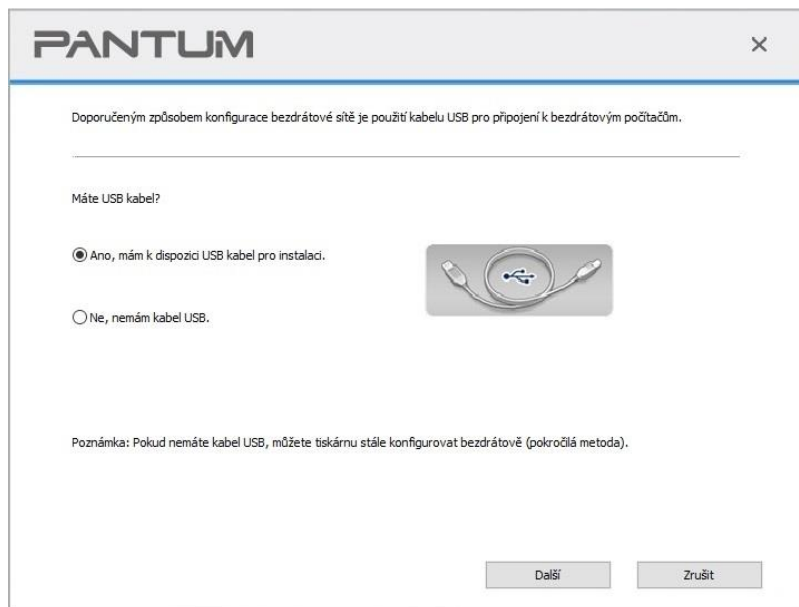 PANTUM
Doporučeným způsobem konfigurace bezdrátové sítě je použití kabelu USB pro připojení k bezdrátovým počítačům.
Máte USB kabel?
Ano, mám k dispozici USB kabel pro instalaci.
Ne, nemám kabel USB.
Poznámka: Pokud nemáte kabel USB, můžete tiskárnu stále konfigurovat bezdrátově (pokročilá metoda).
Další
Zrušit